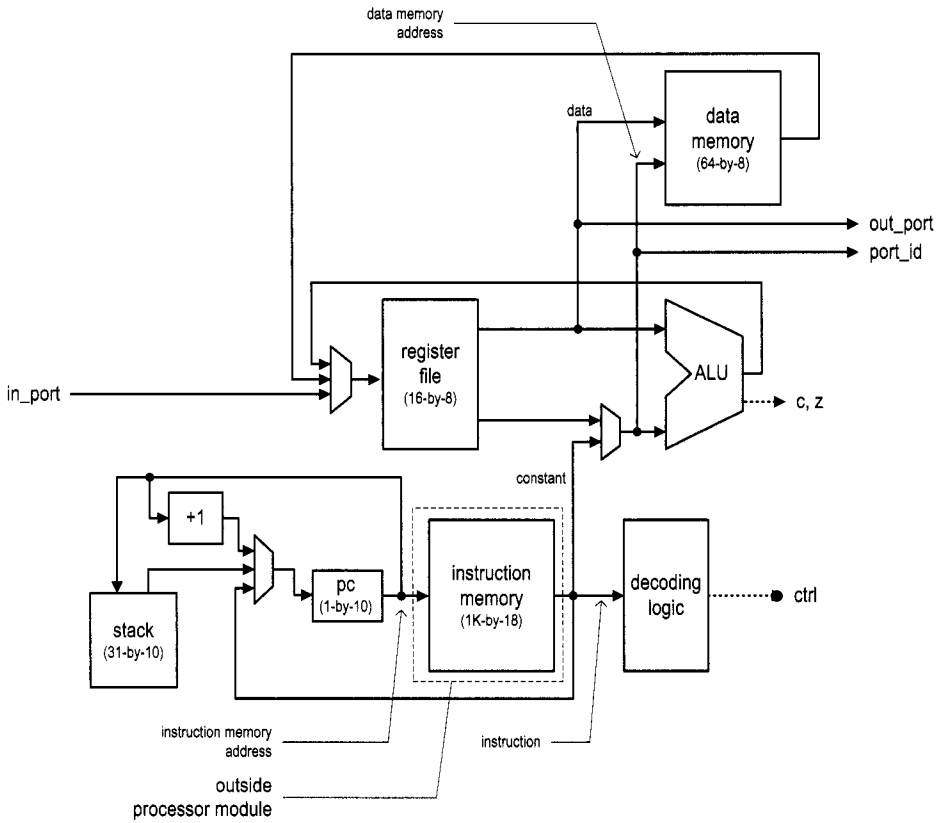 data memory
address
data
data
memory
(64-by-8)
out_port
port_id
register
file
(16-by-8)
ALU
in_port
c, z
constant
+1
pc
(1-by-10)
instruction
memory
(1K-by-18)
decoding
logic
ctrl
stack
(31-by-10)
instruction memory
address
instruction
outside
processor module